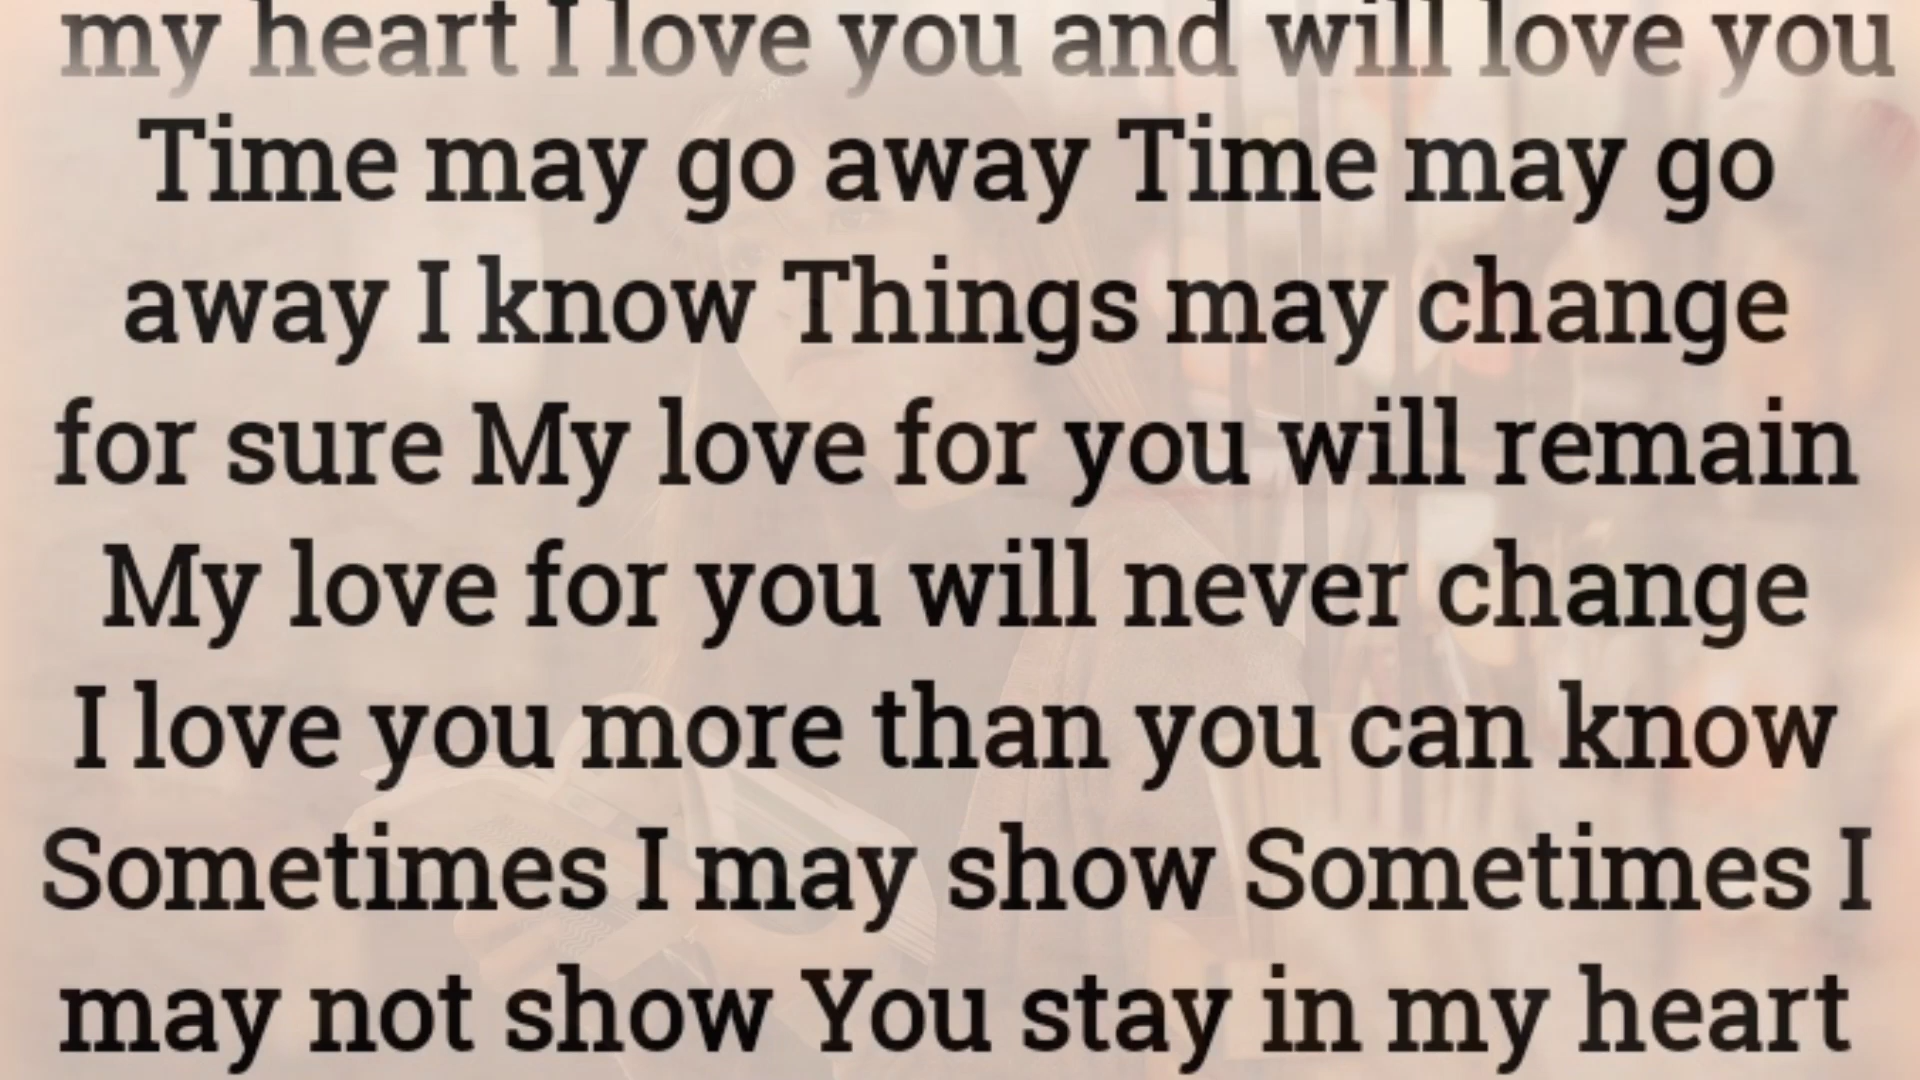 my heart I love you and will love you
Time may go away Time may go
away I know Things may change
for sure My love for you will remain
My love for you will never change
I love you more than you can know
Sometimes I may show Sometimes I
may not show You stay in my heart